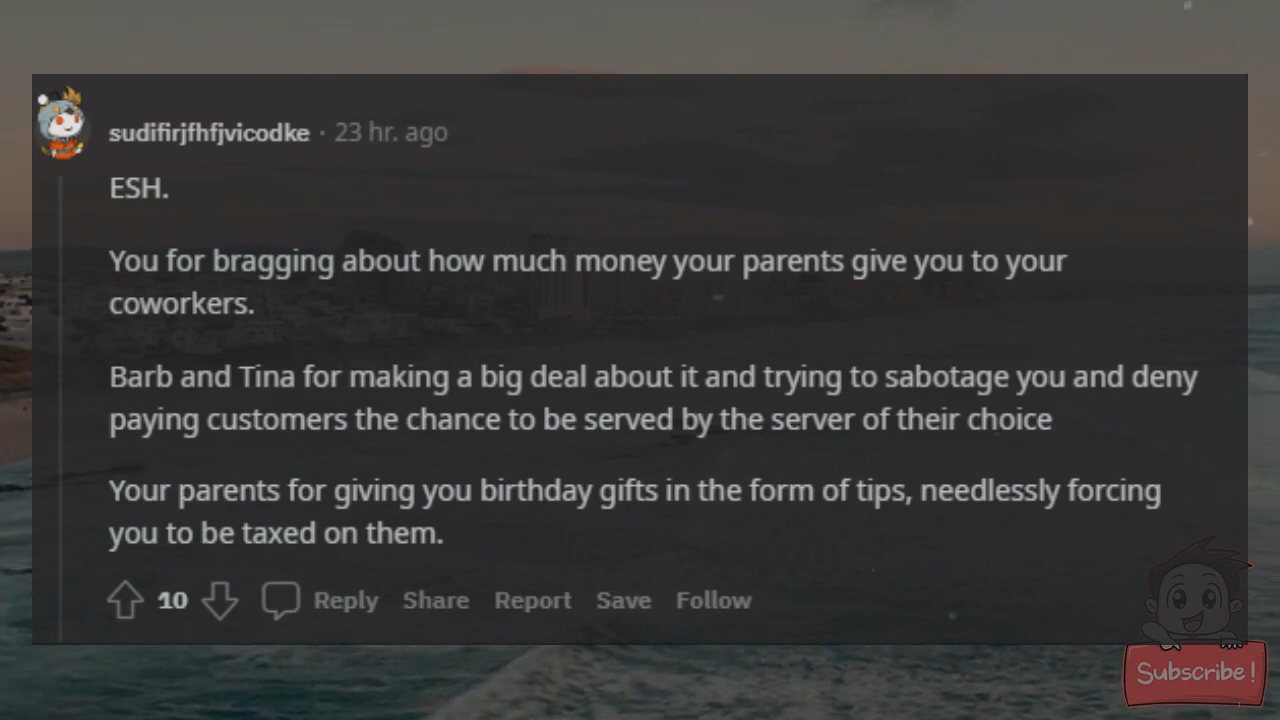 sudifirjfhfjvicodke · 23 hr. ago
ESH.
You for bragging about how much money your parents give you to your
coworkers.
Barb and Tina for making a big deal about it and trying to sabotage you and deny
paying customers the chance to be served by the server of their choice
Your parents for giving you birthday gifts in the form of tips, needlessly forcing
you to be taxed on them.
10 Reply Share Report Save Follow
Subscribe!